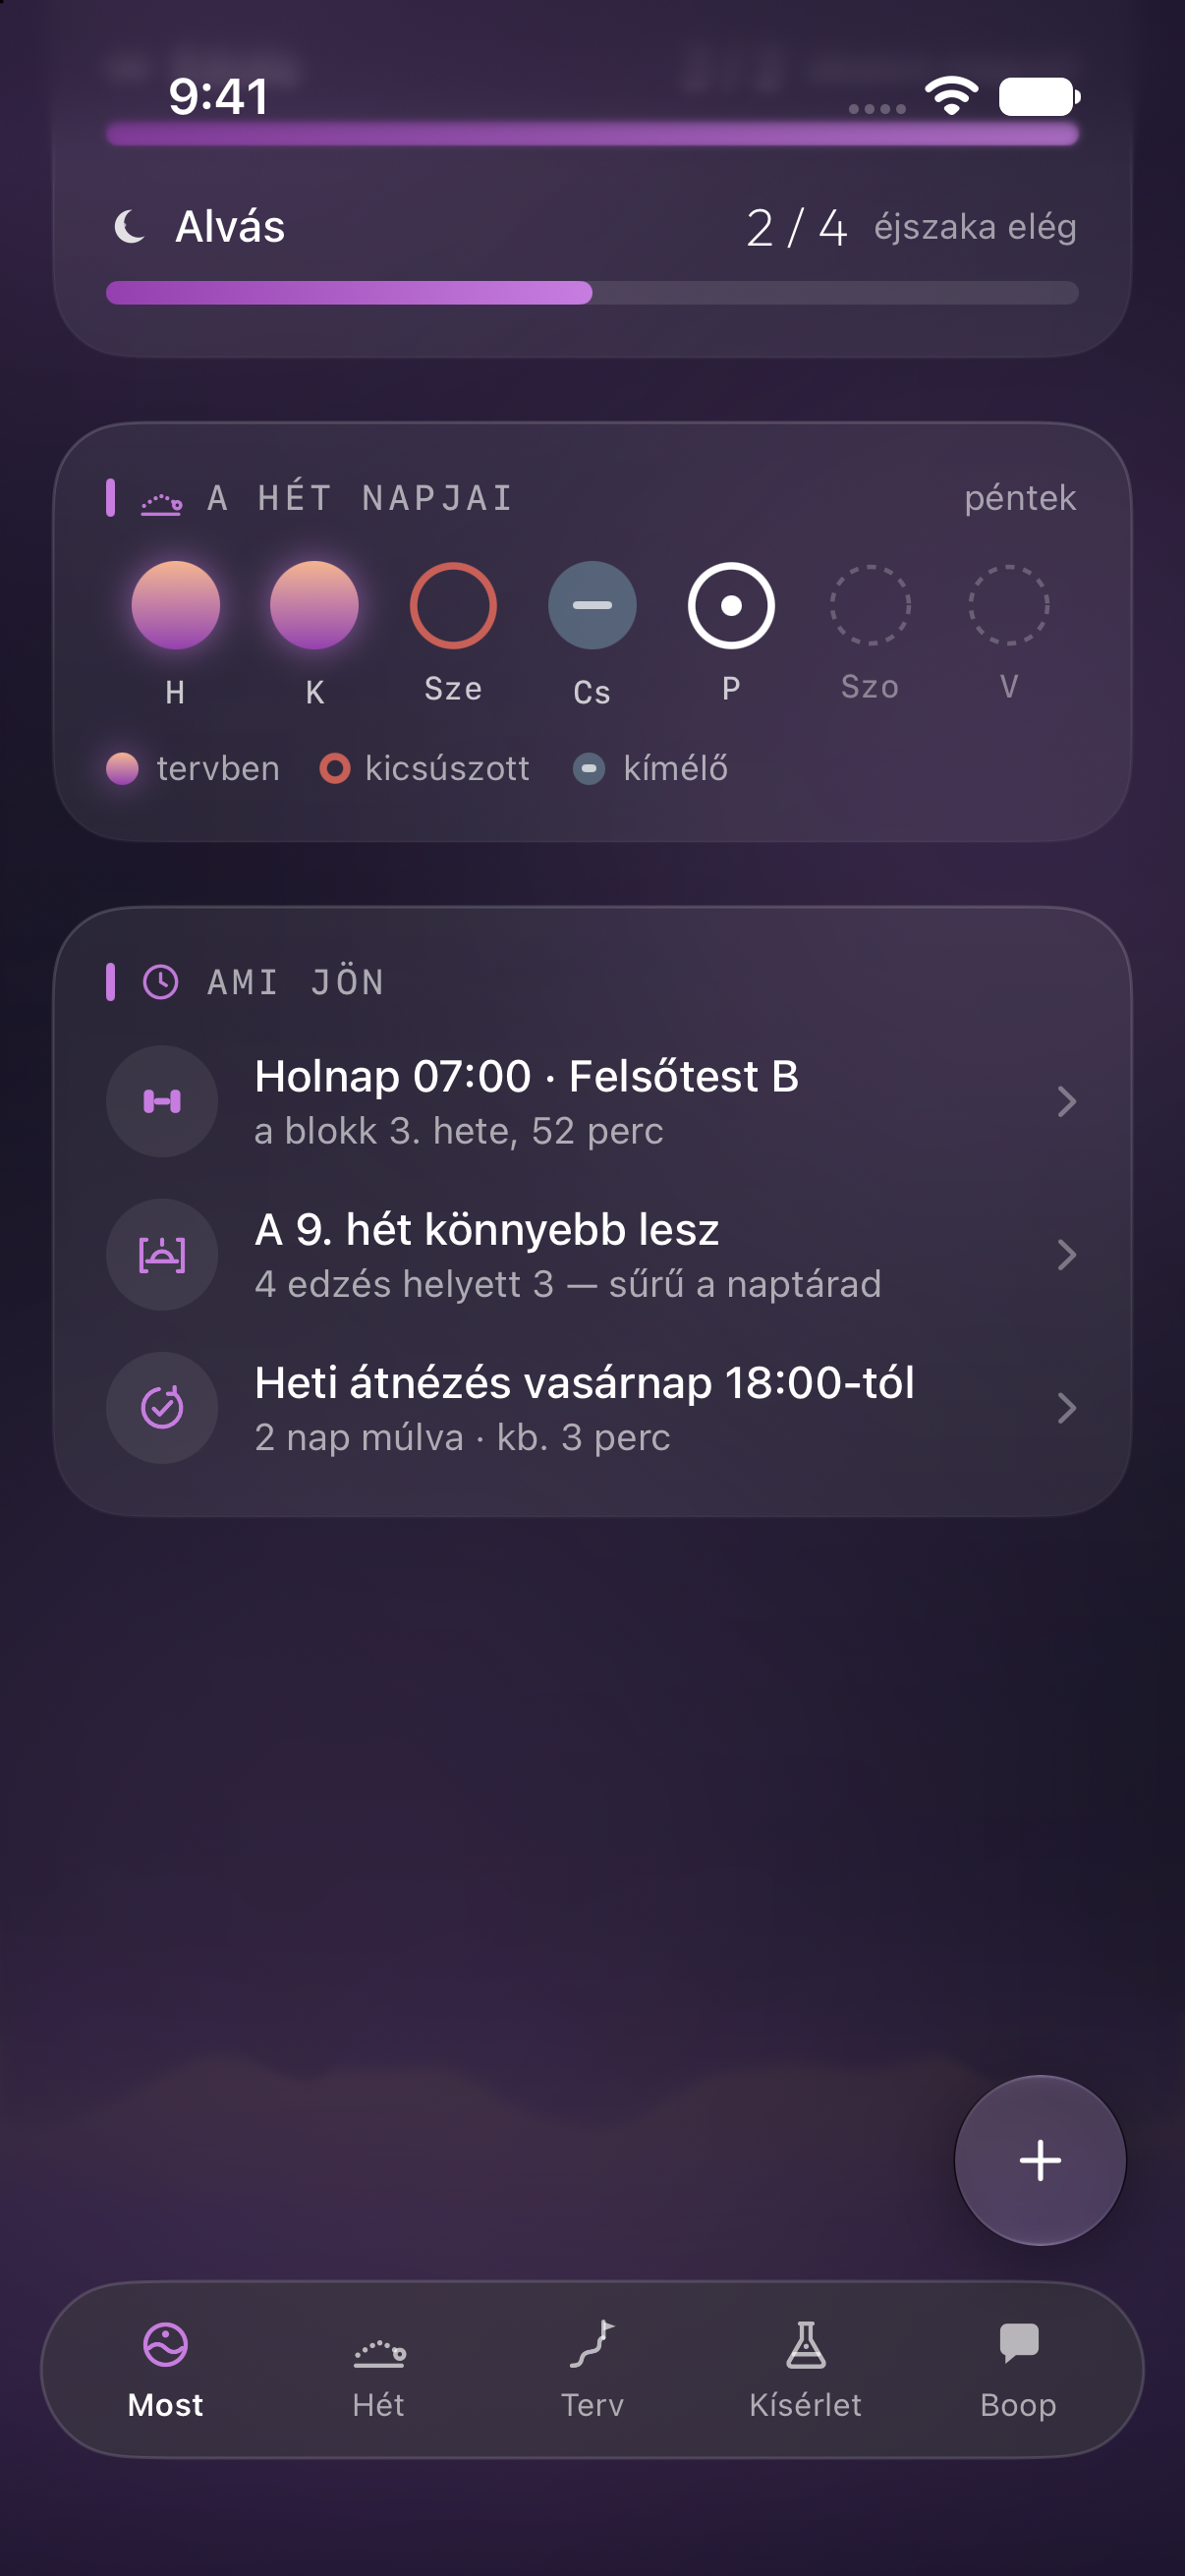 9:41
Alvás 2 / 4 éjszaka elég
A HÉT NAPJAI péntek
H K Sze Cs P Szo V
tervben kicsúszott kímélő
AMI JÖN
Holnap 07:00 · Felsőtest B
a blokk 3. hete, 52 perc
A 9. hét könnyebb lesz
4 edzés helyett 3 — sűrű a naptárad
Heti átnézés vasárnap 18:00-tól
2 nap múlva · kb. 3 perc
Most Hét Terv Kísérlet Boop